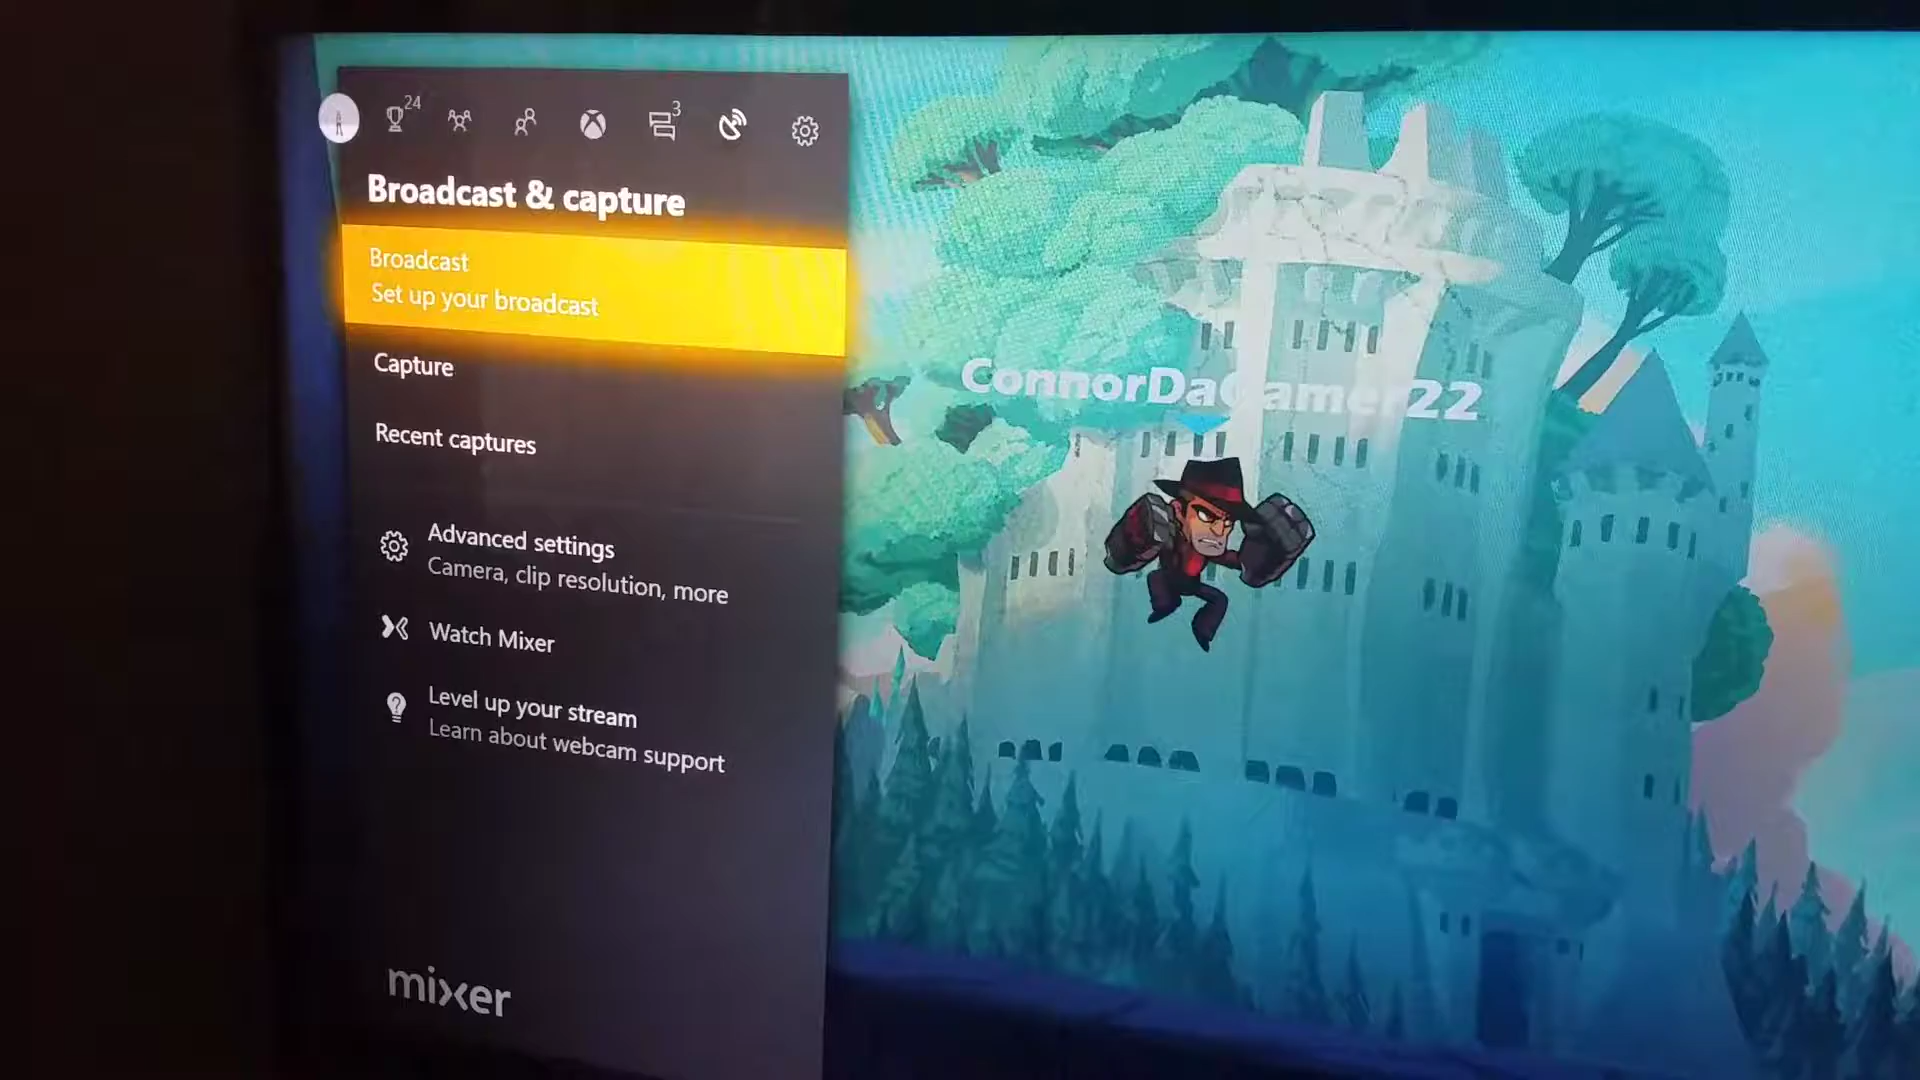 24
3
Broadcast & capture
Broadcast
Set up your broadcast
Capture
Recent captures
Advanced settings
Camera, clip resolution, more
Watch Mixer
Level up your stream
Learn about webcam support
mixer
ConnorDaGamer22